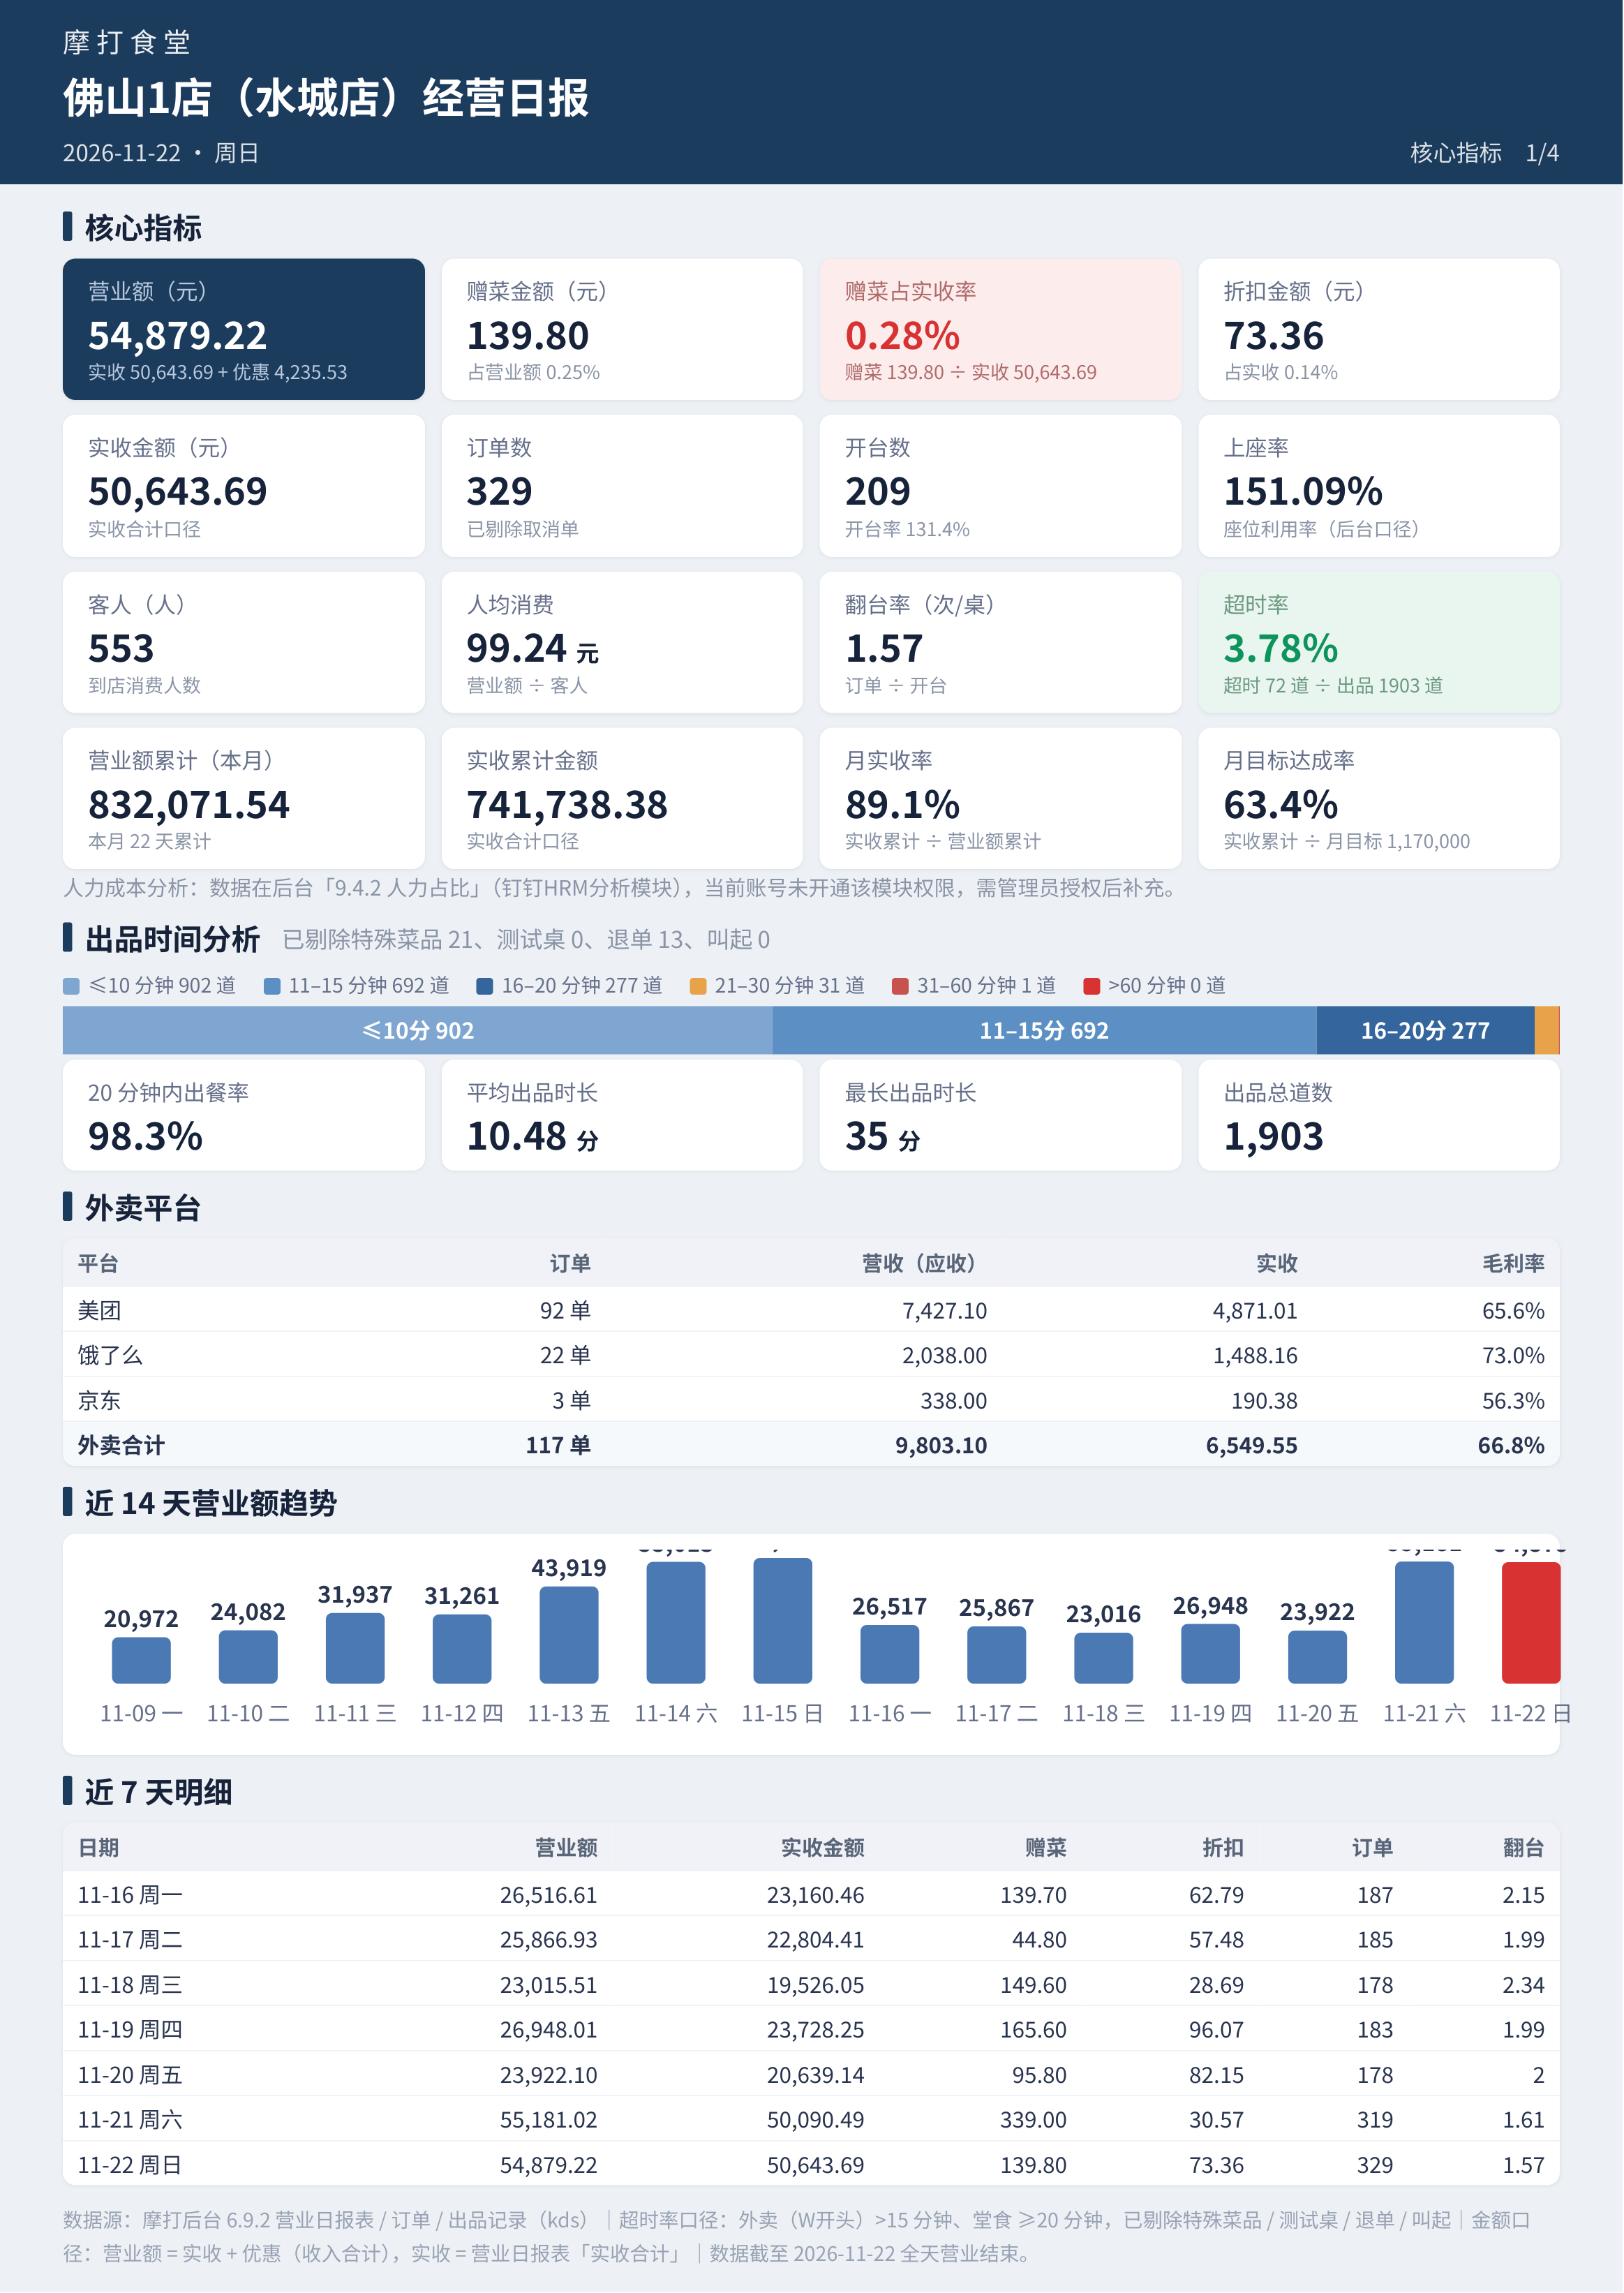 摩打食堂
佛山1店（水城店）经营日报
2026-11-22 · 周日
核心指标 1/4
核心指标
营业额（元）
54,879.22
实收 50,643.69 + 优惠 4,235.53
赠菜金额（元）
139.80
占营业额 0.25%
赠菜占实收率
0.28%
赠菜 139.80 ÷ 实收 50,643.69
折扣金额（元）
73.36
占实收 0.14%
实收金额（元）
50,643.69
实收合计口径
订单数
329
已剔除取消单
开台数
209
开台率 131.4%
上座率
151.09%
座位利用率（后台口径）
客人（人）
553
到店消费人数
人均消费
99.24 元
营业额 ÷ 客人
翻台率（次/桌）
1.57
订单 ÷ 开台
超时率
3.78%
超时 72 道 ÷ 出品 1903 道
营业额累计（本月）
832,071.54
本月 22 天累计
实收累计金额
741,738.38
实收合计口径
月实收率
89.1%
实收累计 ÷ 营业额累计
月目标达成率
63.4%
实收累计 ÷ 月目标 1,170,000
人力成本分析：数据在后台「9.4.2 人力占比」（钉钉HRM分析模块），当前账号未开通该模块权限，需管理员授权后补充。
出品时间分析 已剔除特殊菜品 21、测试桌 0、退单 13、叫起 0
≤10 分钟 902 道 11–15 分钟 692 道 16–20 分钟 277 道 21–30 分钟 31 道 31–60 分钟 1 道 >60 分钟 0 道
≤10分 902 11–15分 692 16–20分 277
20 分钟内出餐率
98.3%
平均出品时长
10.48 分
最长出品时长
35 分
出品总道数
1,903
外卖平台
平台 订单 营收（应收） 实收 毛利率
美团 92 单 7,427.10 4,871.01 65.6%
饿了么 22 单 2,038.00 1,488.16 73.0%
京东 3 单 338.00 190.38 56.3%
外卖合计 117 单 9,803.10 6,549.55 66.8%
近 14 天营业额趋势
20,972 24,082 31,937 31,261 43,919 26,517 25,867 23,016 26,948 23,922
11-09 一 11-10 二 11-11 三 11-12 四 11-13 五 11-14 六 11-15 日 11-16 一 11-17 二 11-18 三 11-19 四 11-20 五 11-21 六 11-22 日
近 7 天明细
日期 营业额 实收金额 赠菜 折扣 订单 翻台
11-16 周一 26,516.61 23,160.46 139.70 62.79 187 2.15
11-17 周二 25,866.93 22,804.41 44.80 57.48 185 1.99
11-18 周三 23,015.51 19,526.05 149.60 28.69 178 2.34
11-19 周四 26,948.01 23,728.25 165.60 96.07 183 1.99
11-20 周五 23,922.10 20,639.14 95.80 82.15 178 2
11-21 周六 55,181.02 50,090.49 339.00 30.57 319 1.61
11-22 周日 54,879.22 50,643.69 139.80 73.36 329 1.57
数据源：摩打后台 6.9.2 营业日报表 / 订单 / 出品记录（kds）｜超时率口径：外卖（W开头）>15 分钟、堂食 ≥20 分钟，已剔除特殊菜品 / 测试桌 / 退单 / 叫起｜金额口
径：营业额 = 实收 + 优惠（收入合计），实收 = 营业日报表「实收合计」｜数据截至 2026-11-22 全天营业结束。